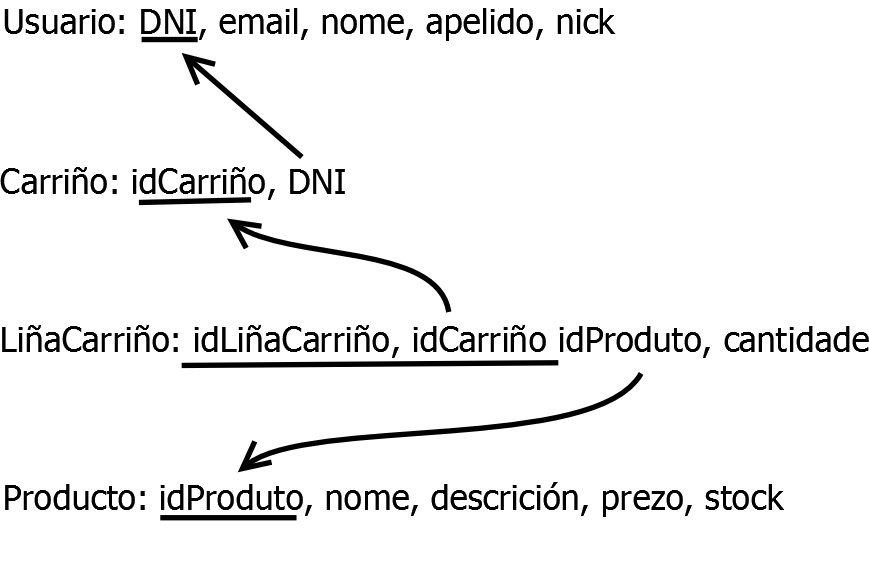 Usuario: DNI, email, nome, apelido, nick
Carriño: idCarriño, DNI
LiñaCarriño: idLiñaCarriño, idCarriño idProduto, cantidade
Producto: idProduto, nome, descrición, prezo, stock